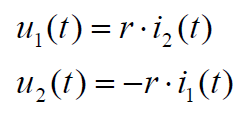 u₁(t) = r · i₂(t)
u₂(t) = −r · i₁(t)